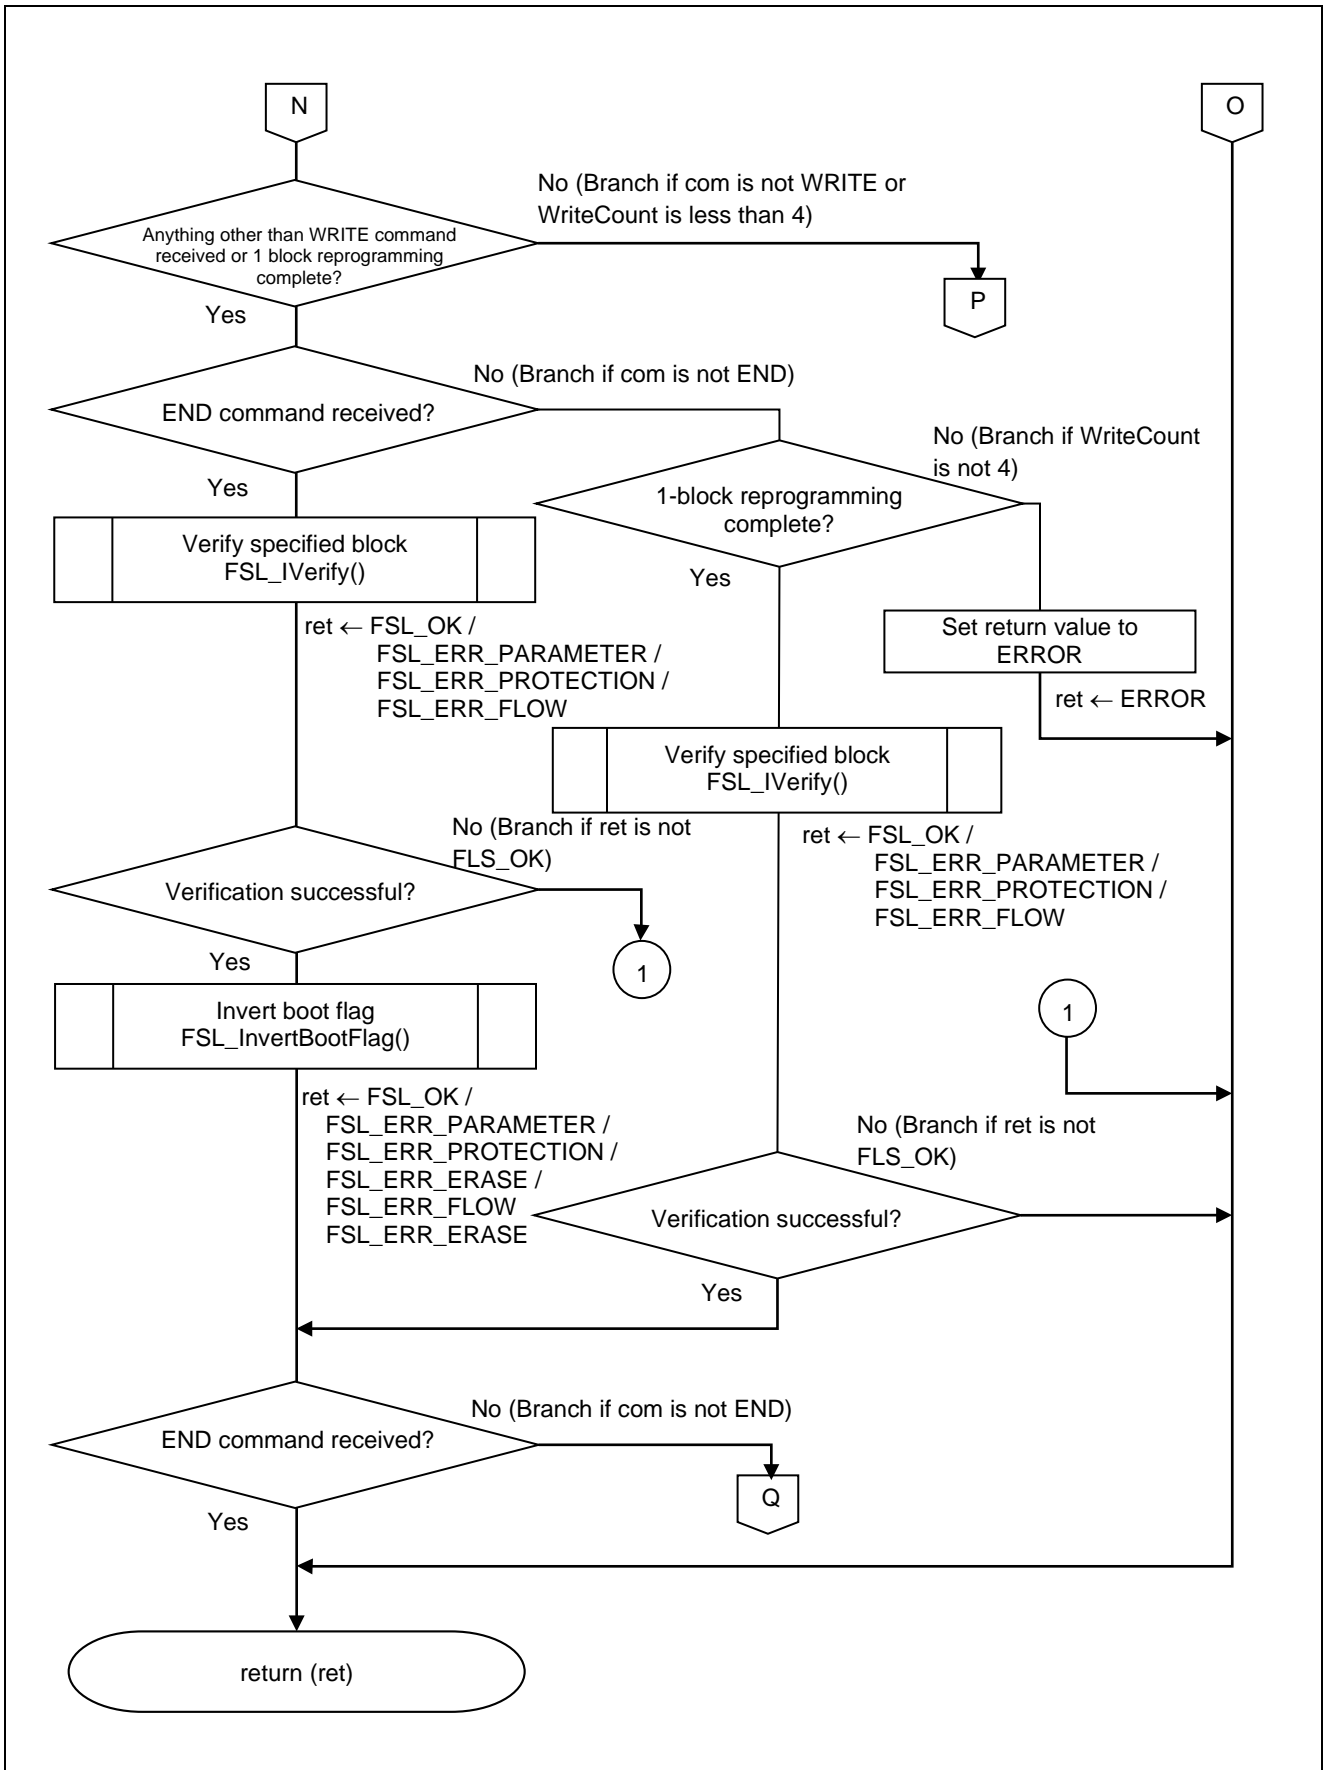 N
O
No (Branch if com is not WRITE or
WriteCount is less than 4)
Anything other than WRITE command
received or 1 block reprogramming
complete?
P
Yes
No (Branch if com is not END)
END command received?
No (Branch if WriteCount
is not 4)
Yes
1-block reprogramming
complete?
Verify specified block
FSL_IVerify()
Yes
ret ← FSL_OK /
FSL_ERR_PARAMETER /
FSL_ERR_PROTECTION /
FSL_ERR_FLOW
Set return value to
ERROR
ret ← ERROR
Verify specified block
FSL_IVerify()
No (Branch if ret is not
FLS_OK)
ret ← FSL_OK /
FSL_ERR_PARAMETER /
FSL_ERR_PROTECTION /
FSL_ERR_FLOW
Verification successful?
Yes
1
Invert boot flag
FSL_InvertBootFlag()
1
ret ← FSL_OK /
FSL_ERR_PARAMETER /
FSL_ERR_PROTECTION /
FSL_ERR_ERASE /
FSL_ERR_FLOW
FSL_ERR_ERASE
No (Branch if ret is not
FLS_OK)
Verification successful?
Yes
No (Branch if com is not END)
END command received?
Q
Yes
return (ret)